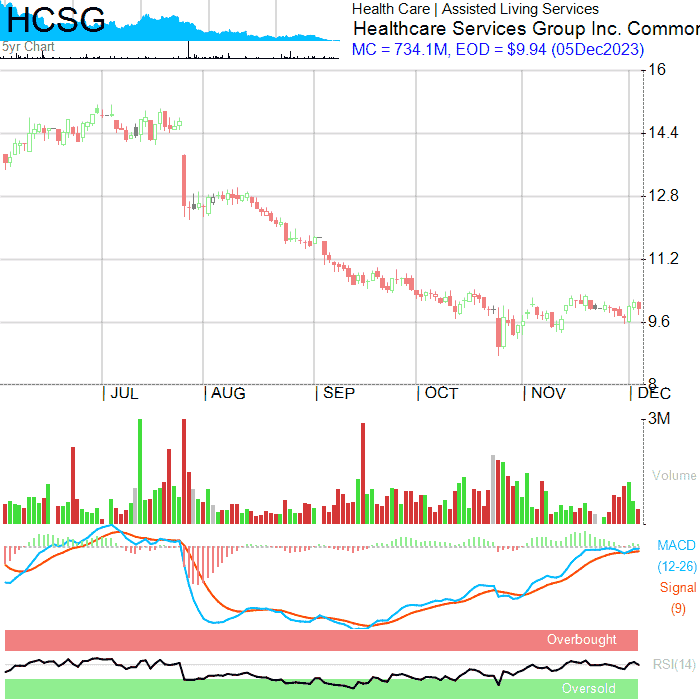 HCSG
5yr Chart
Health Care | Assisted Living Services
Healthcare Services Group Inc. Common
MC = 734.1M, EOD = $9.94 (05Dec2023)
16
14.4
12.8
11.2
9.6
8
JUL
AUG
SEP
OCT
NOV
DEC
3M
Volume
MACD
(12-26)
Signal
(9)
Overbought
RSI(14)
Oversold